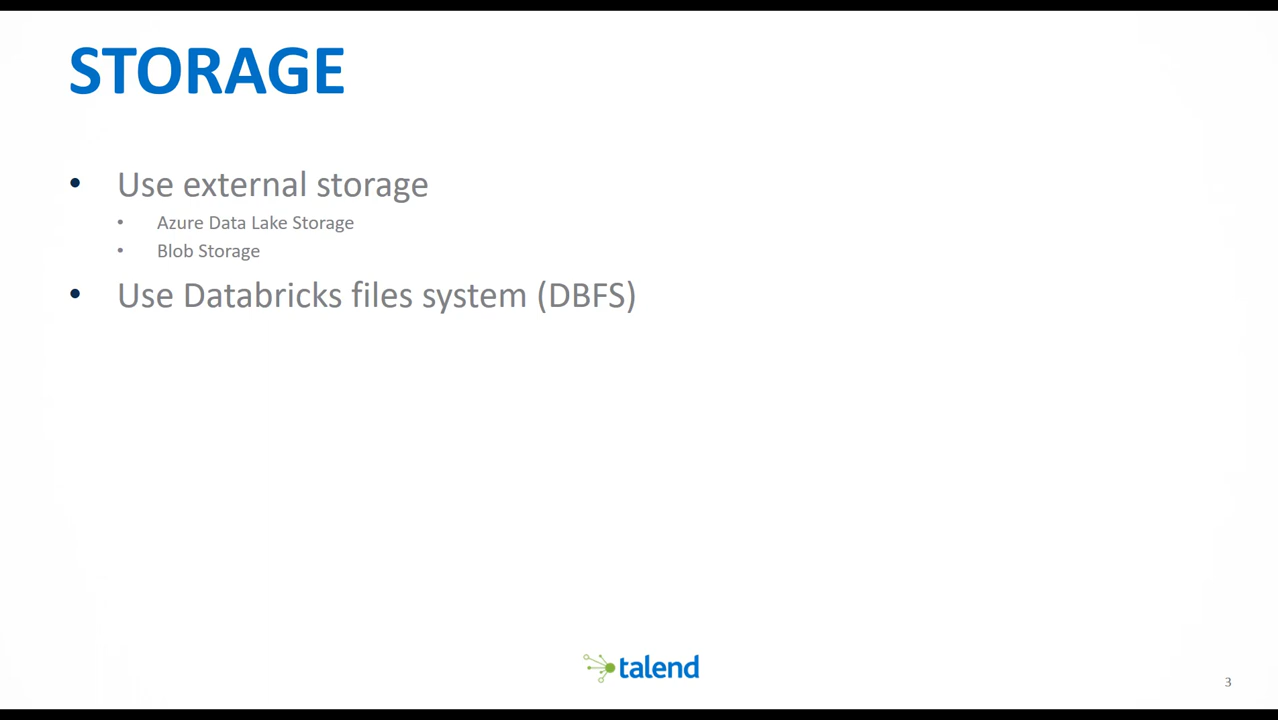 STORAGE
• Use external storage
• Azure Data Lake Storage
• Blob Storage
• Use Databricks files system (DBFS)
talend
3